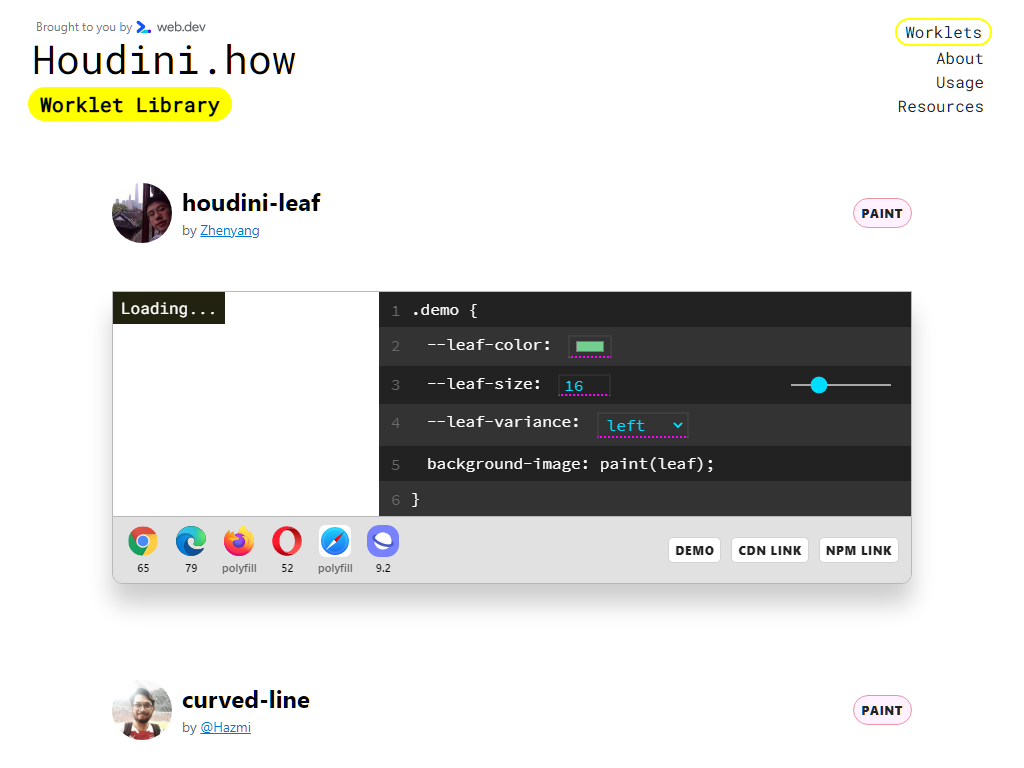 Brought to you by web.dev
Houdini.how
Worklet Library
Worklets
About
Usage
Resources
houdini-leaf
by Zhenyang
PAINT
Loading...
1 .demo {
2 --leaf-color:
3 --leaf-size: 16
4 --leaf-variance: left
5 background-image: paint(leaf);
6 }
65 79 polyfill 52 polyfill 9.2
DEMO CDN LINK NPM LINK
curved-line
by @Hazmi
PAINT